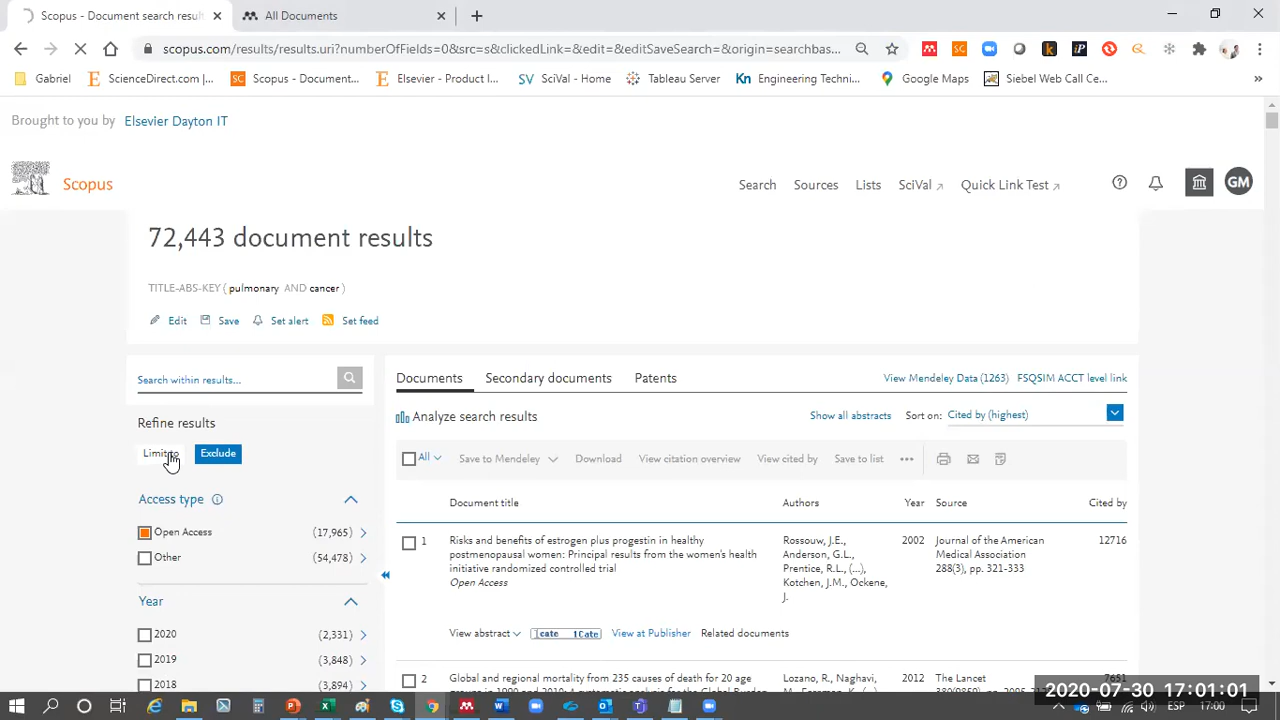 Scopus - Document search resul
All Documents
scopus.com/results/results.uri?numberOfFields=0&src=s&clickedLink=&edit=&editSaveSearch=&origin=searchbas...
Gabriel
ScienceDirect.com |...
Scopus - Document...
Elsevier - Product I...
SciVal - Home
Tableau Server
Engineering Techni...
Google Maps
Siebel Web Call Ce...
Brought to you by Elsevier Dayton IT
Scopus
Search
Sources
Lists
SciVal
Quick Link Test
GM
72,443 document results
TITLE-ABS-KEY ( pulmonary AND cancer )
Edit
Save
Set alert
Set feed
Search within results...
Documents
Secondary documents
Patents
View Mendeley Data (1263)
FSQSIM ACCT level link
Refine results
Analyze search results
Show all abstracts
Sort on: Cited by (highest)
Limit to
Exclude
All
Save to Mendeley
Download
View citation overview
View cited by
Save to list
Access type
Open Access (17,965)
Other (54,478)
Year
2020 (2,331)
2019 (3,848)
2018 (3,894)
Document title
Authors
Year
Source
Cited by
1
Risks and benefits of estrogen plus progestin in healthy
postmenopausal women: Principal results from the women's health
initiative randomized controlled trial
Open Access
Rossouw, J.E.,
Anderson, G.L.,
Prentice, R.L., (...),
Kotchen, J.M., Ockene,
J.
2002
Journal of the American
Medical Association
288(3), pp. 321-333
12716
View abstract
1Cate
View at Publisher
Related documents
2
Global and regional mortality from 235 causes of death for 20 age
Lozano, R., Naghavi,
2012
The Lancet
7651
2020-07-30 17:01:01
ESP
17:00